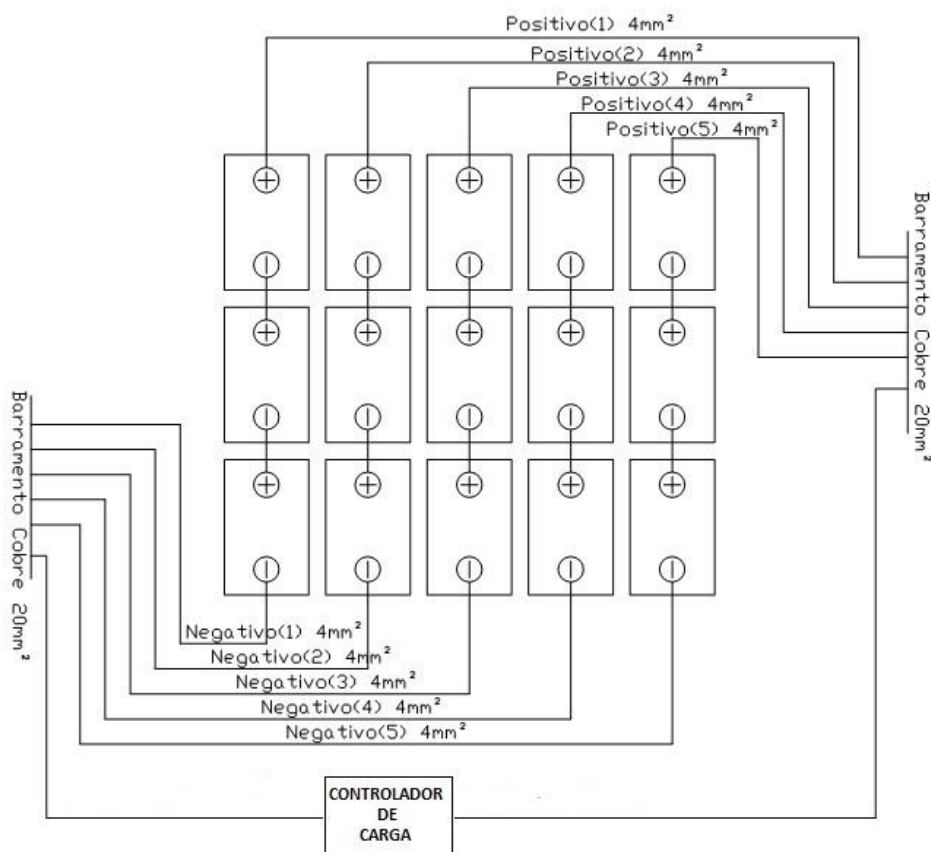 Positivo(1) 4mm²
Positivo(2) 4mm²
Positivo(3) 4mm²
Positivo(4) 4mm²
Positivo(5) 4mm²
Barramento Cobre 20mm²
Barramento Cobre 20mm²
Negativo(1) 4mm²
Negativo(2) 4mm²
Negativo(3) 4mm²
Negativo(4) 4mm²
Negativo(5) 4mm²
CONTROLADOR
DE
CARGA